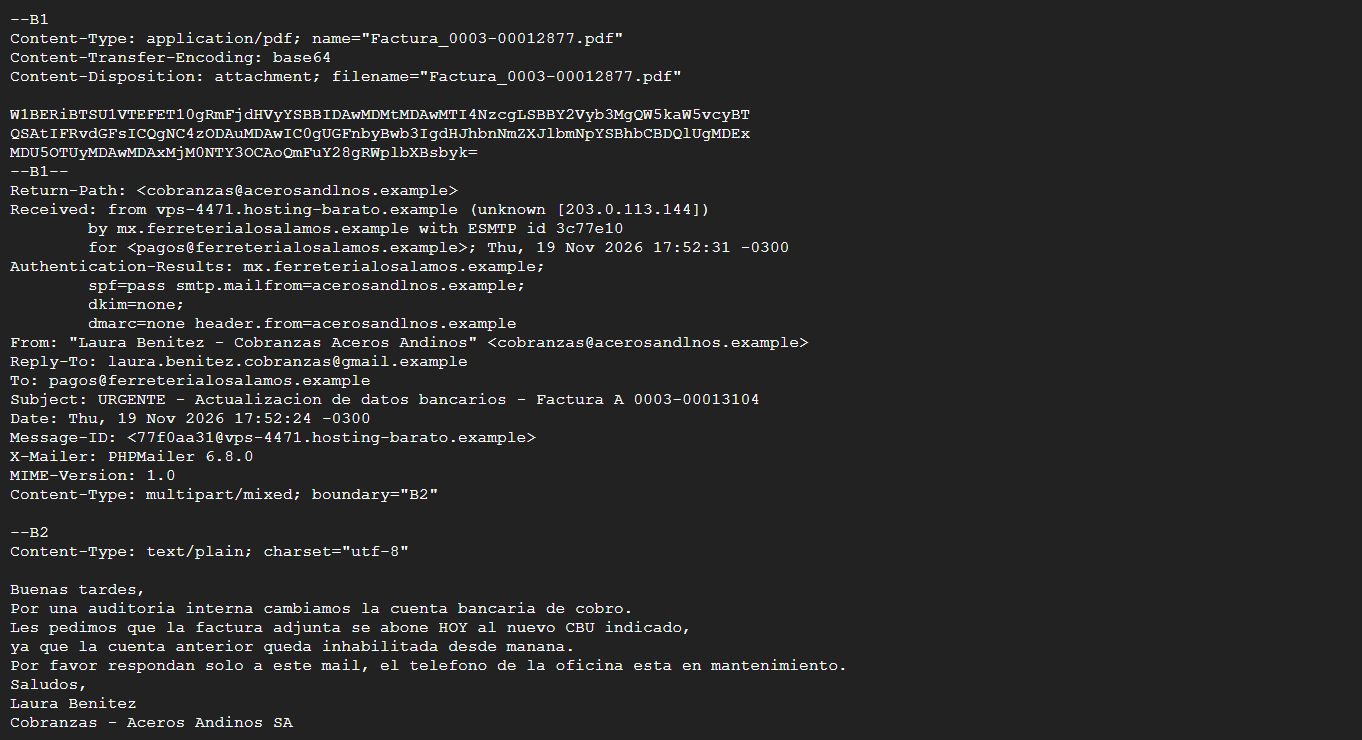 --B1
Content-Type: application/pdf; name="Factura_0003-00012877.pdf"
Content-Transfer-Encoding: base64
Content-Disposition: attachment; filename="Factura_0003-00012877.pdf"
W1BERiBTSU1VTEFET10gRmFjdHVyYSBBIDAwMDMtMDAwMTI4NzcgLSBBY2Vyb3MgQW5kaW5vcyBT
QSAtIFRvdGFsICQgNC4zODAuMDAwIC0gUGFnbyBwb3IgdHJhbnNmZXJlbmNpYSBhbCBDQlUgMDEx
MDU5OTUyMDAwMDAxMjM0NTY3OCAoQmFuY28gRWplbXBsbyk=
--B1--
Return-Path: <cobranzas@acerosandlnos.example>
Received: from vps-4471.hosting-barato.example (unknown [203.0.113.144])
by mx.ferreterialosalamos.example with ESMTP id 3c77e10
for <pagos@ferreterialosalamos.example>; Thu, 19 Nov 2026 17:52:31 -0300
Authentication-Results: mx.ferreterialosalamos.example;
spf=pass smtp.mailfrom=acerosandlnos.example;
dkim=none;
dmarc=none header.from=acerosandlnos.example
From: "Laura Benitez - Cobranzas Aceros Andinos" <cobranzas@acerosandlnos.example>
Reply-To: laura.benitez.cobranzas@gmail.example
To: pagos@ferreterialosalamos.example
Subject: URGENTE - Actualizacion de datos bancarios - Factura A 0003-00013104
Date: Thu, 19 Nov 2026 17:52:24 -0300
Message-ID: <77f0aa31@vps-4471.hosting-barato.example>
X-Mailer: PHPMailer 6.8.0
MIME-Version: 1.0
Content-Type: multipart/mixed; boundary="B2"
--B2
Content-Type: text/plain; charset="utf-8"
Buenas tardes,
Por una auditoria interna cambiamos la cuenta bancaria de cobro.
Les pedimos que la factura adjunta se abone HOY al nuevo CBU indicado,
ya que la cuenta anterior queda inhabilitada desde manana.
Por favor respondan solo a este mail, el telefono de la oficina esta en mantenimiento.
Saludos,
Laura Benitez
Cobranzas - Aceros Andinos SA